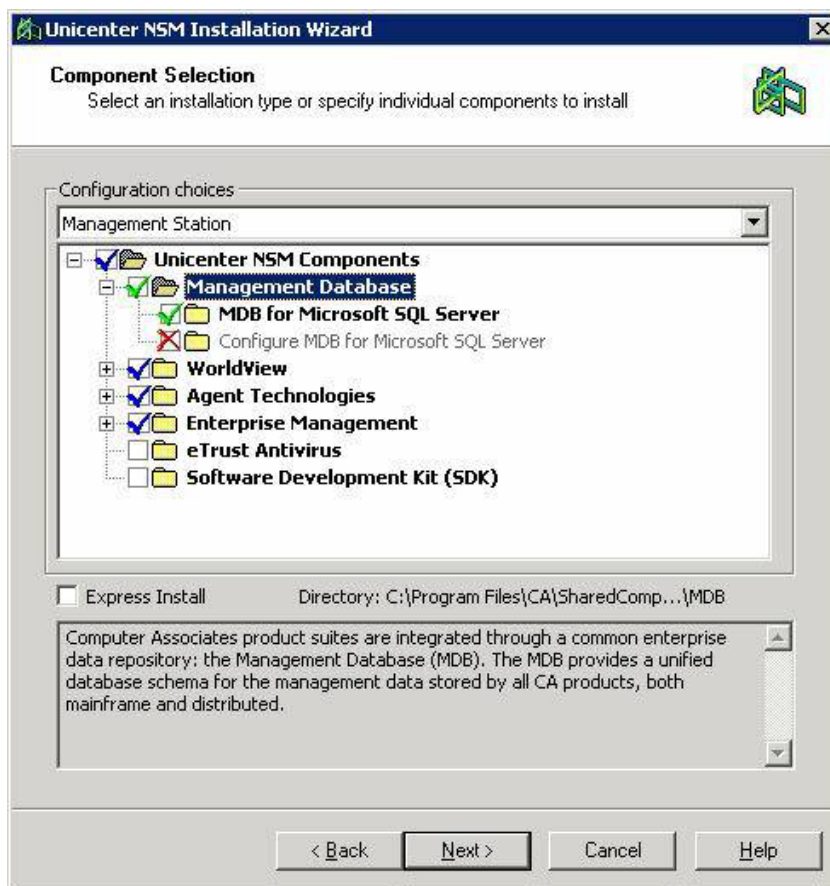 Unicenter NSM Installation Wizard
Component Selection
Select an installation type or specify individual components to install
Configuration choices
Management Station
Unicenter NSM Components
Management Database
MDB for Microsoft SQL Server
Configure MDB for Microsoft SQL Server
WorldView
Agent Technologies
Enterprise Management
eTrust Antivirus
Software Development Kit (SDK)
Express Install Directory: C:\Program Files\CA\SharedComp...\MDB
Computer Associates product suites are integrated through a common enterprise
data repository: the Management Database (MDB). The MDB provides a unified
database schema for the management data stored by all CA products, both
mainframe and distributed.
< Back Next > Cancel Help